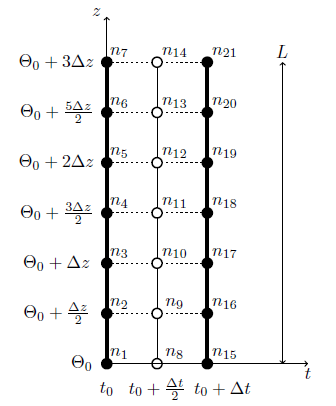 z
Θ₀ + 3Δz n₇ n₁₄ n₂₁ L
Θ₀ + 5Δz/2 n₆ n₁₃ n₂₀
Θ₀ + 2Δz n₅ n₁₂ n₁₉
Θ₀ + 3Δz/2 n₄ n₁₁ n₁₈
Θ₀ + Δz n₃ n₁₀ n₁₇
Θ₀ + Δz/2 n₂ n₉ n₁₆
Θ₀ n₁ n₈ n₁₅
t
t₀ t₀ + Δt/2 t₀ + Δt